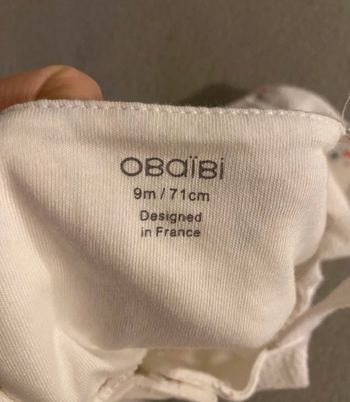 OBaïBi
9m / 71cm
Designed
in France